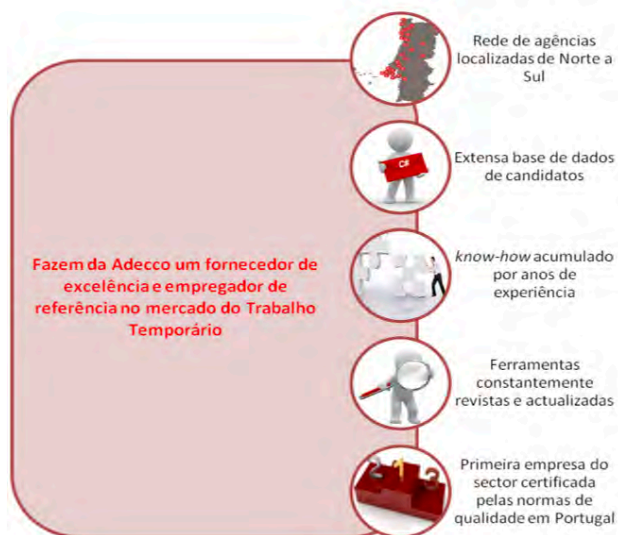 Rede de agências
localizadas de Norte a
Sul
Extensa base de dados
de candidatos
Fazem da Adecco um fornecedor de
excelência e empregador de
referência no mercado do Trabalho
Temporário
know-how acumulado
por anos de
experiência
Ferramentas
constantemente
revistas e actualizadas
Primeira empresa do
sector certificada
pelas normas de
qualidade em Portugal
2 1 3